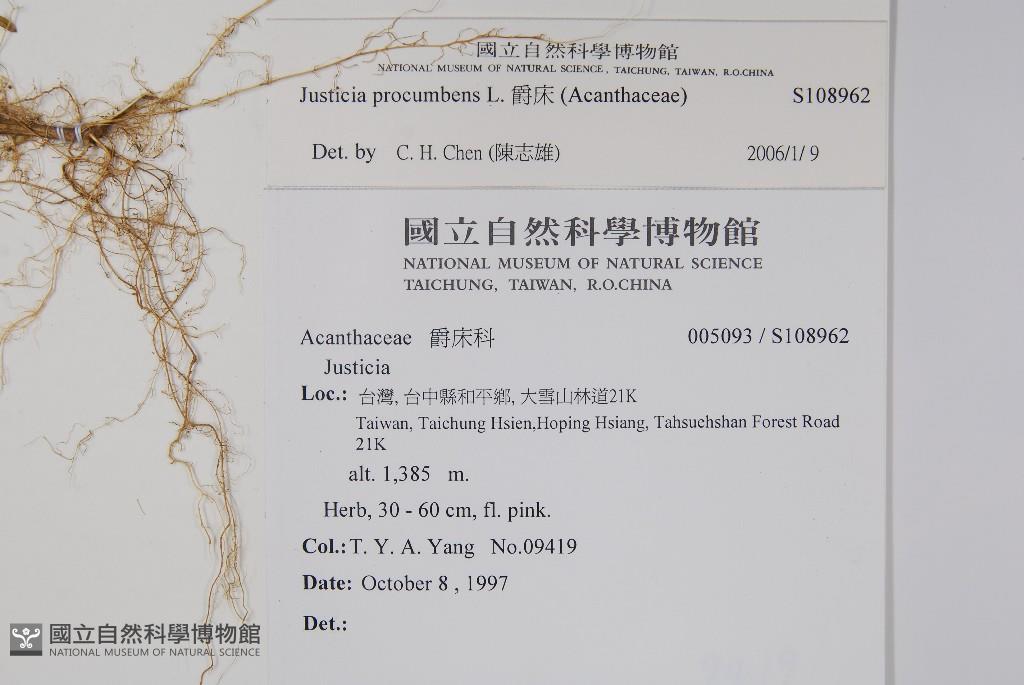 國立自然科學博物館
NATIONAL MUSEUM OF NATURAL SCIENCE, TAICHUNG, TAIWAN, R.O.CHINA
Justicia procumbens L. 爵床 (Acanthaceae) S108962
Det. by C. H. Chen (陳志雄) 2006/1/ 9
國立自然科學博物館
NATIONAL MUSEUM OF NATURAL SCIENCE
TAICHUNG, TAIWAN, R.O.CHINA
Acanthaceae 爵床科 005093 / S108962
Justicia
Loc.: 台灣, 台中縣和平鄉, 大雪山林道21K
Taiwan, Taichung Hsien,Hoping Hsiang, Tahsuehshan Forest Road
21K
alt. 1,385 m.
Herb, 30 - 60 cm, fl. pink.
Col.: T. Y. A. Yang No.09419
Date: October 8 , 1997
Det.:
國立自然科學博物館
NATIONAL MUSEUM OF NATURAL SCIENCE